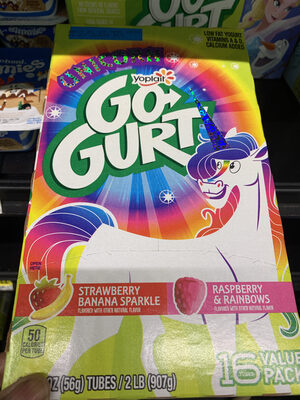 LOW FAT YOGURT
VITAMINS A & D
CALCIUM ADDED
UNICORN
Yoplait
GO-
GURT
OPEN
HERE
STRAWBERRY
BANANA SPARKLE
FLAVORED WITH OTHER NATURAL FLAVOR
RASPBERRY
& RAINBOWS
FLAVORED WITH OTHER NATURAL FLAVOR
50
CALORIES
PER TUBE
OZ (56g) TUBES / 2 LB (907g)
16 VALUE
PACK